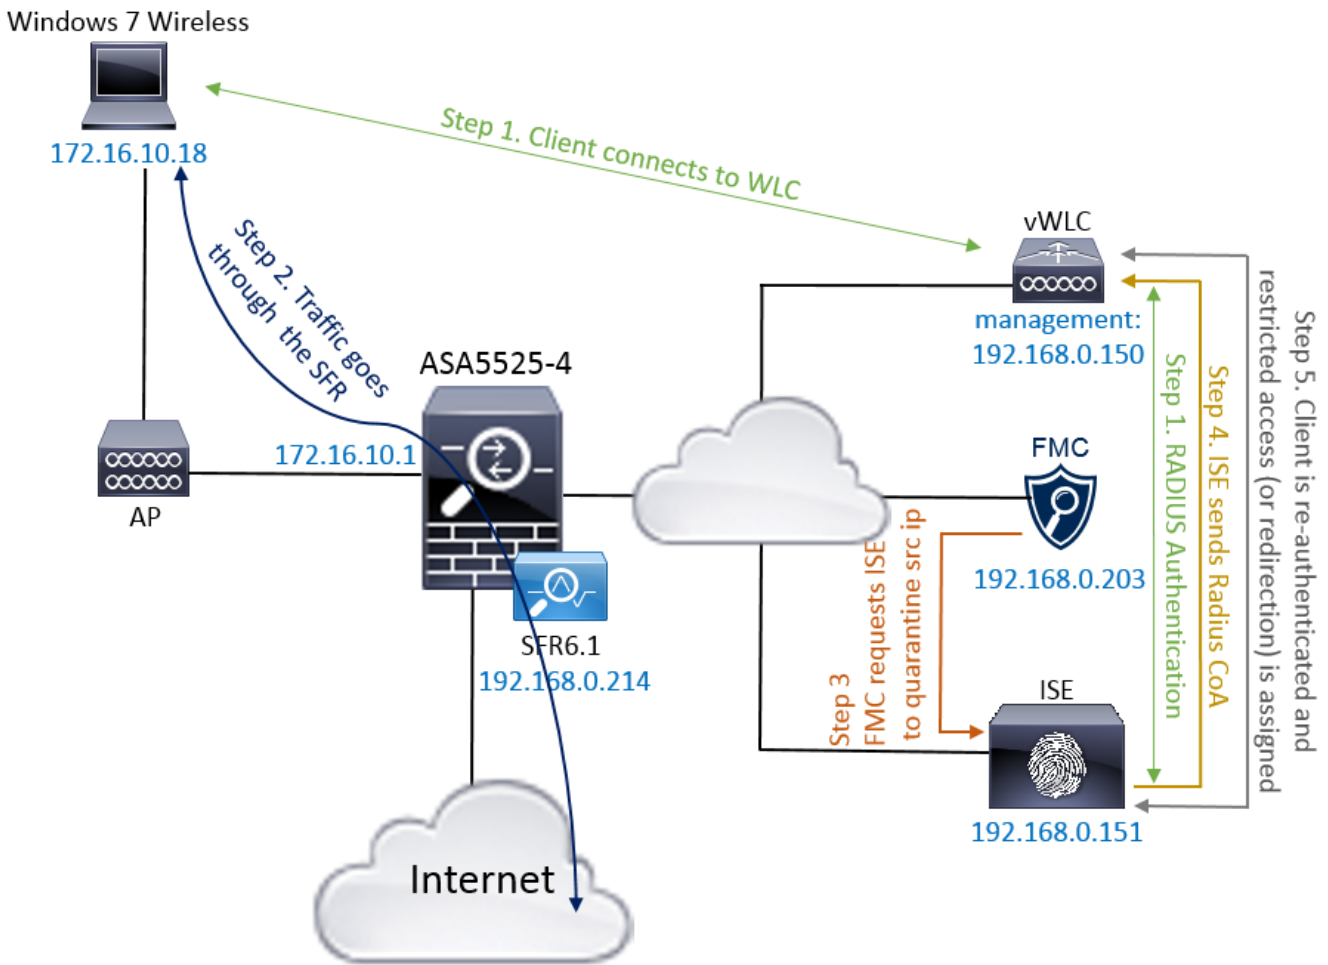 Windows 7 Wireless
172.16.10.18
Step 1. Client connects to WLC
Step 2. Traffic goes
through the SFR
vWLC
management:
192.168.0.150
ASA5525-4
172.16.10.1
AP
SFR6.1
192.168.0.214
Internet
FMC
192.168.0.203
Step 3
FMC requests ISE
to quarantine src ip
ISE
192.168.0.151
Step 1. RADIUS Authentication
Step 4. ISE sends Radius CoA
Step 5. Client is re-authenticated and
restricted access (or redirection) is assigned